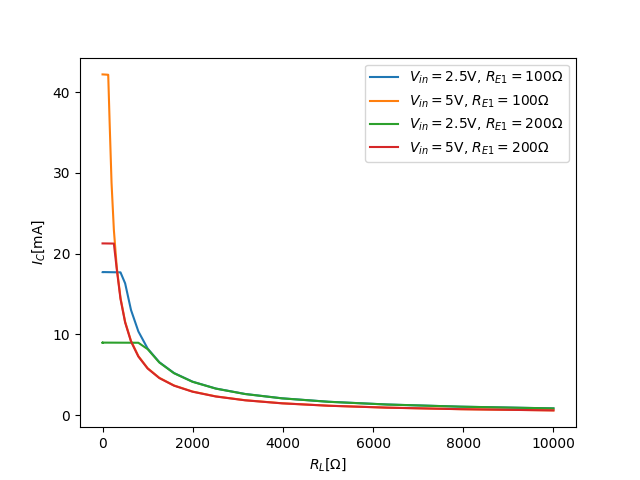 V_in = 2.5V, R_E1 = 100Ω
V_in = 5V, R_E1 = 100Ω
V_in = 2.5V, R_E1 = 200Ω
V_in = 5V, R_E1 = 200Ω
40
30
20
10
0
I_C[mA]
0 2000 4000 6000 8000 10000
R_L[Ω]